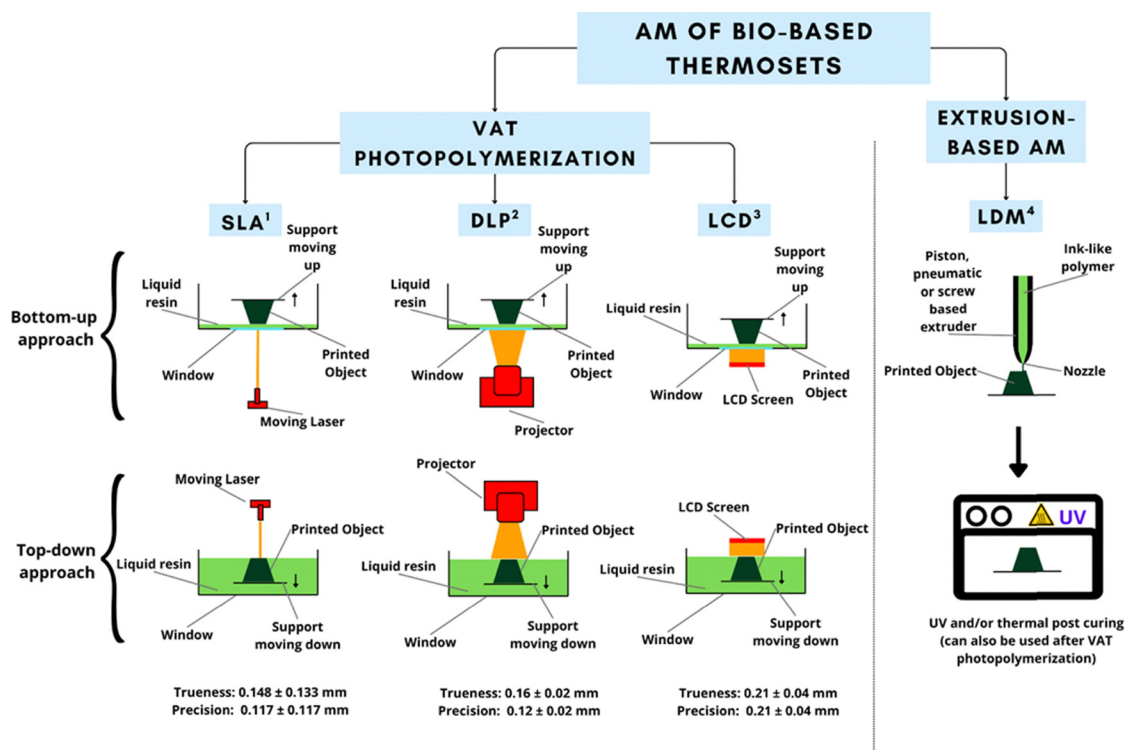 AM OF BIO-BASED
THERMOSETS
VAT
PHOTOPOLYMERIZATION
EXTRUSION-
BASED AM
SLA¹
DLP²
LCD³
LDM⁴
Bottom-up
approach
Support
moving
up
Liquid
resin
Window
Printed
Object
Moving Laser
Support
moving
up
Liquid
resin
Window
Printed
Object
Projector
Support
moving
up
Liquid resin
Window
Printed
Object
LCD Screen
Piston,
pneumatic
or screw
based
extruder
Ink-like
polymer
Printed Object
Nozzle
Top-down
approach
Moving Laser
Printed Object
Liquid resin
Window
Support
moving down
Projector
Printed Object
Liquid resin
Window
Support
moving down
LCD Screen
Printed Object
Liquid resin
Window
Support
moving down
UV
UV and/or thermal post curing
(can also be used after VAT
photopolymerization)
Trueness: 0.148 ± 0.133 mm
Precision: 0.117 ± 0.117 mm
Trueness: 0.16 ± 0.02 mm
Precision: 0.12 ± 0.02 mm
Trueness: 0.21 ± 0.04 mm
Precision: 0.21 ± 0.04 mm